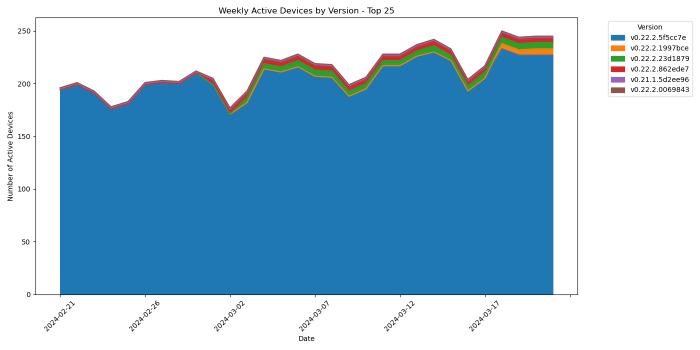 Weekly Active Devices by Version - Top 25
Number of Active Devices
250
200
150
100
50
0
2024-02-21
2024-02-26
2024-03-02
2024-03-07
2024-03-12
2024-03-17
Date
Version
v0.22.2.5f5cc7e
v0.22.2.1997bce
v0.22.2.23d1879
v0.22.2.862ede7
v0.21.1.5d2ee96
v0.22.2.0069843